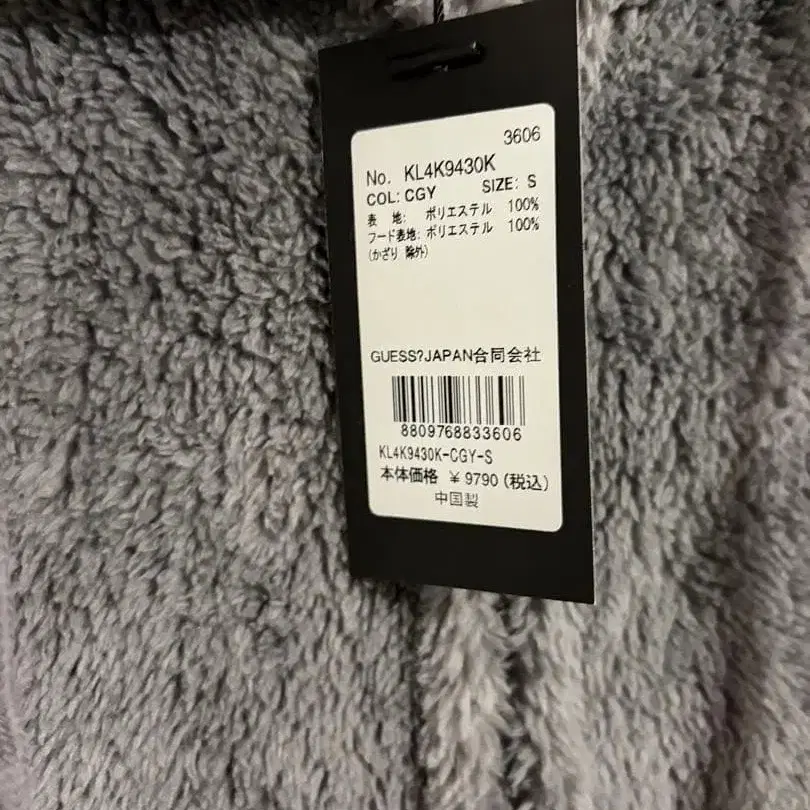 3606
No. KL4K9430K
COL: CGY SIZE: S
表 地: ポリエステル 100%
フード表地: ポリエステル 100%
(かざり 除外)
GUESS?JAPAN合同会社
8809768833606
KL4K9430K-CGY-S
本体価格 ¥ 9790 (税込)
中国製